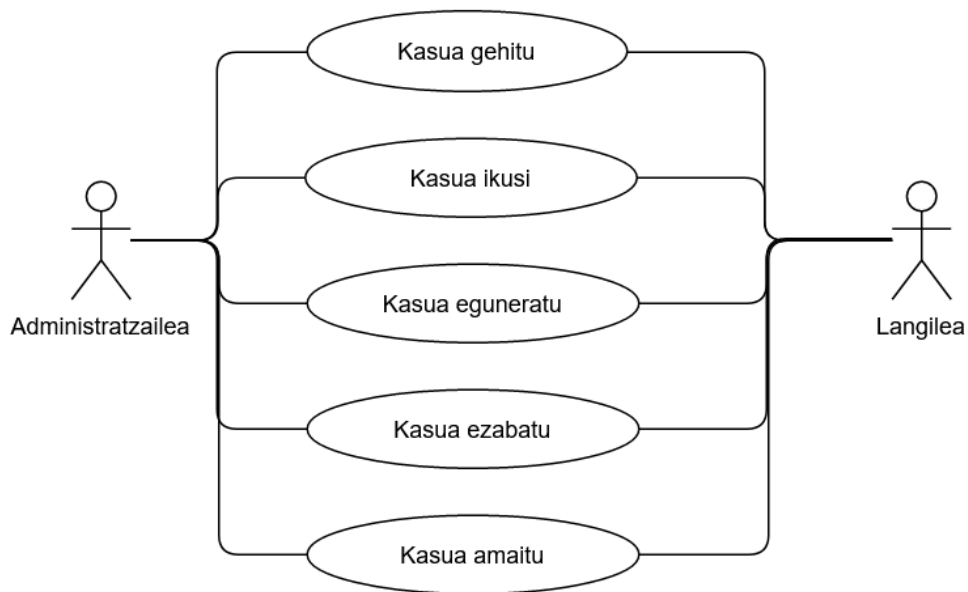 Kasua gehitu
Kasua ikusi
Kasua eguneratu
Administratzailea
Langilea
Kasua ezabatu
Kasua amaitu